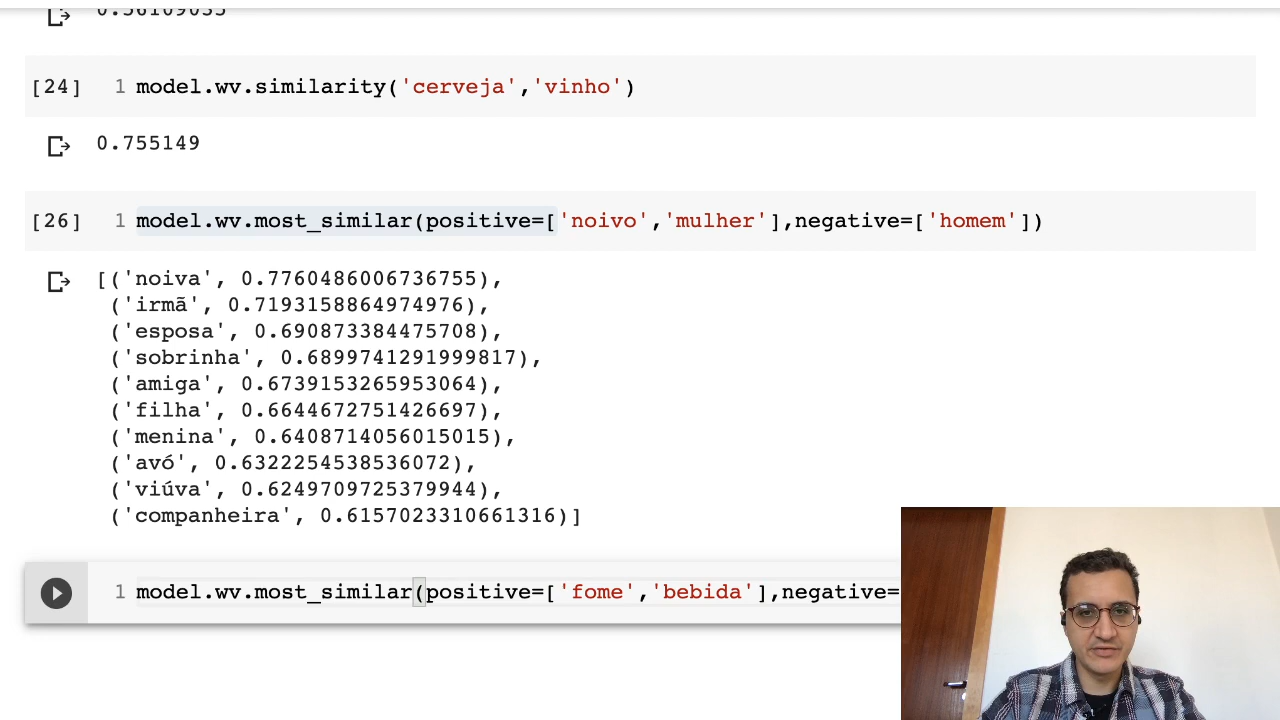 [24] 1 model.wv.similarity('cerveja','vinho')
0.755149
[26] 1 model.wv.most_similar(positive=['noivo','mulher'],negative=['homem'])
[('noiva', 0.7760486006736755),
('irmã', 0.7193158864974976),
('esposa', 0.690873384475708),
('sobrinha', 0.6899741291999817),
('amiga', 0.6739153265953064),
('filha', 0.6644672751426697),
('menina', 0.6408714056015015),
('avó', 0.6322254538536072),
('viúva', 0.6249709725379944),
('companheira', 0.6157023310661316)]
1 model.wv.most_similar(positive=['fome','bebida'],negative=